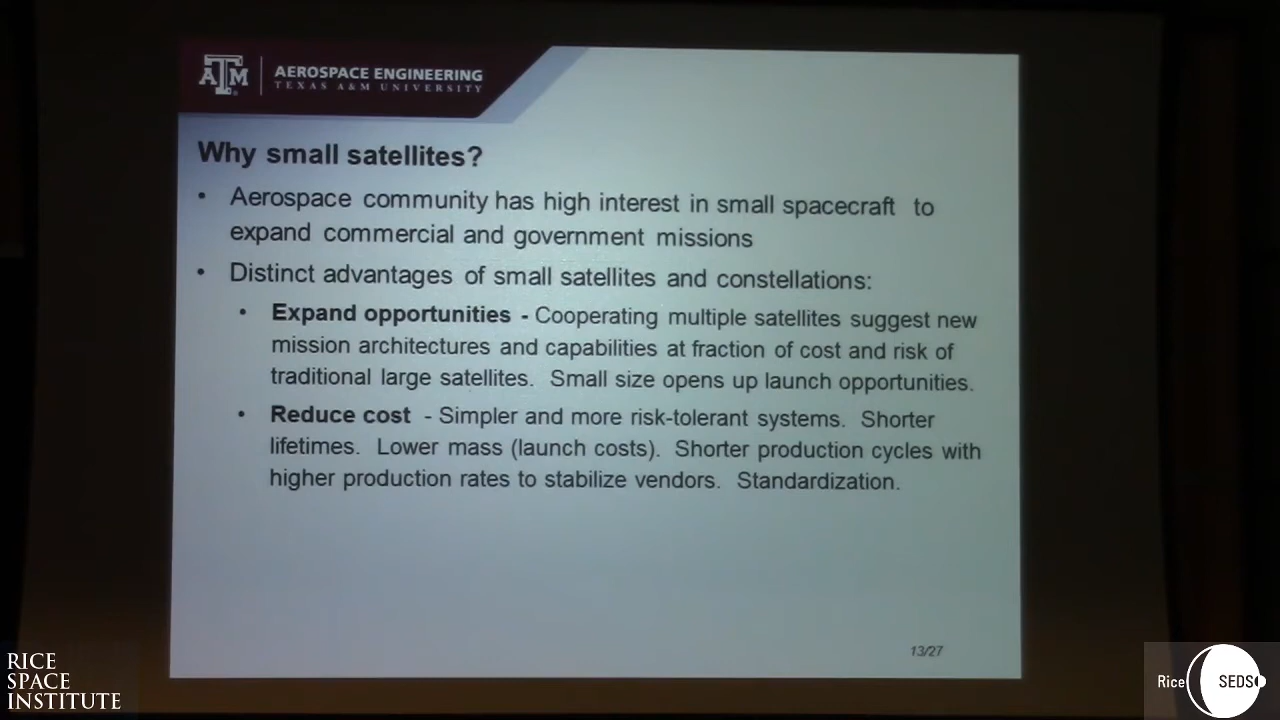 ATM AEROSPACE ENGINEERING
TEXAS A&M UNIVERSITY
Why small satellites?
• Aerospace community has high interest in small spacecraft to
expand commercial and government missions
• Distinct advantages of small satellites and constellations:
• Expand opportunities - Cooperating multiple satellites suggest new
mission architectures and capabilities at fraction of cost and risk of
traditional large satellites. Small size opens up launch opportunities.
• Reduce cost - Simpler and more risk-tolerant systems. Shorter
lifetimes. Lower mass (launch costs). Shorter production cycles with
higher production rates to stabilize vendors. Standardization.
13/27
RICE
SPACE
INSTITUTE
Rice SEDS